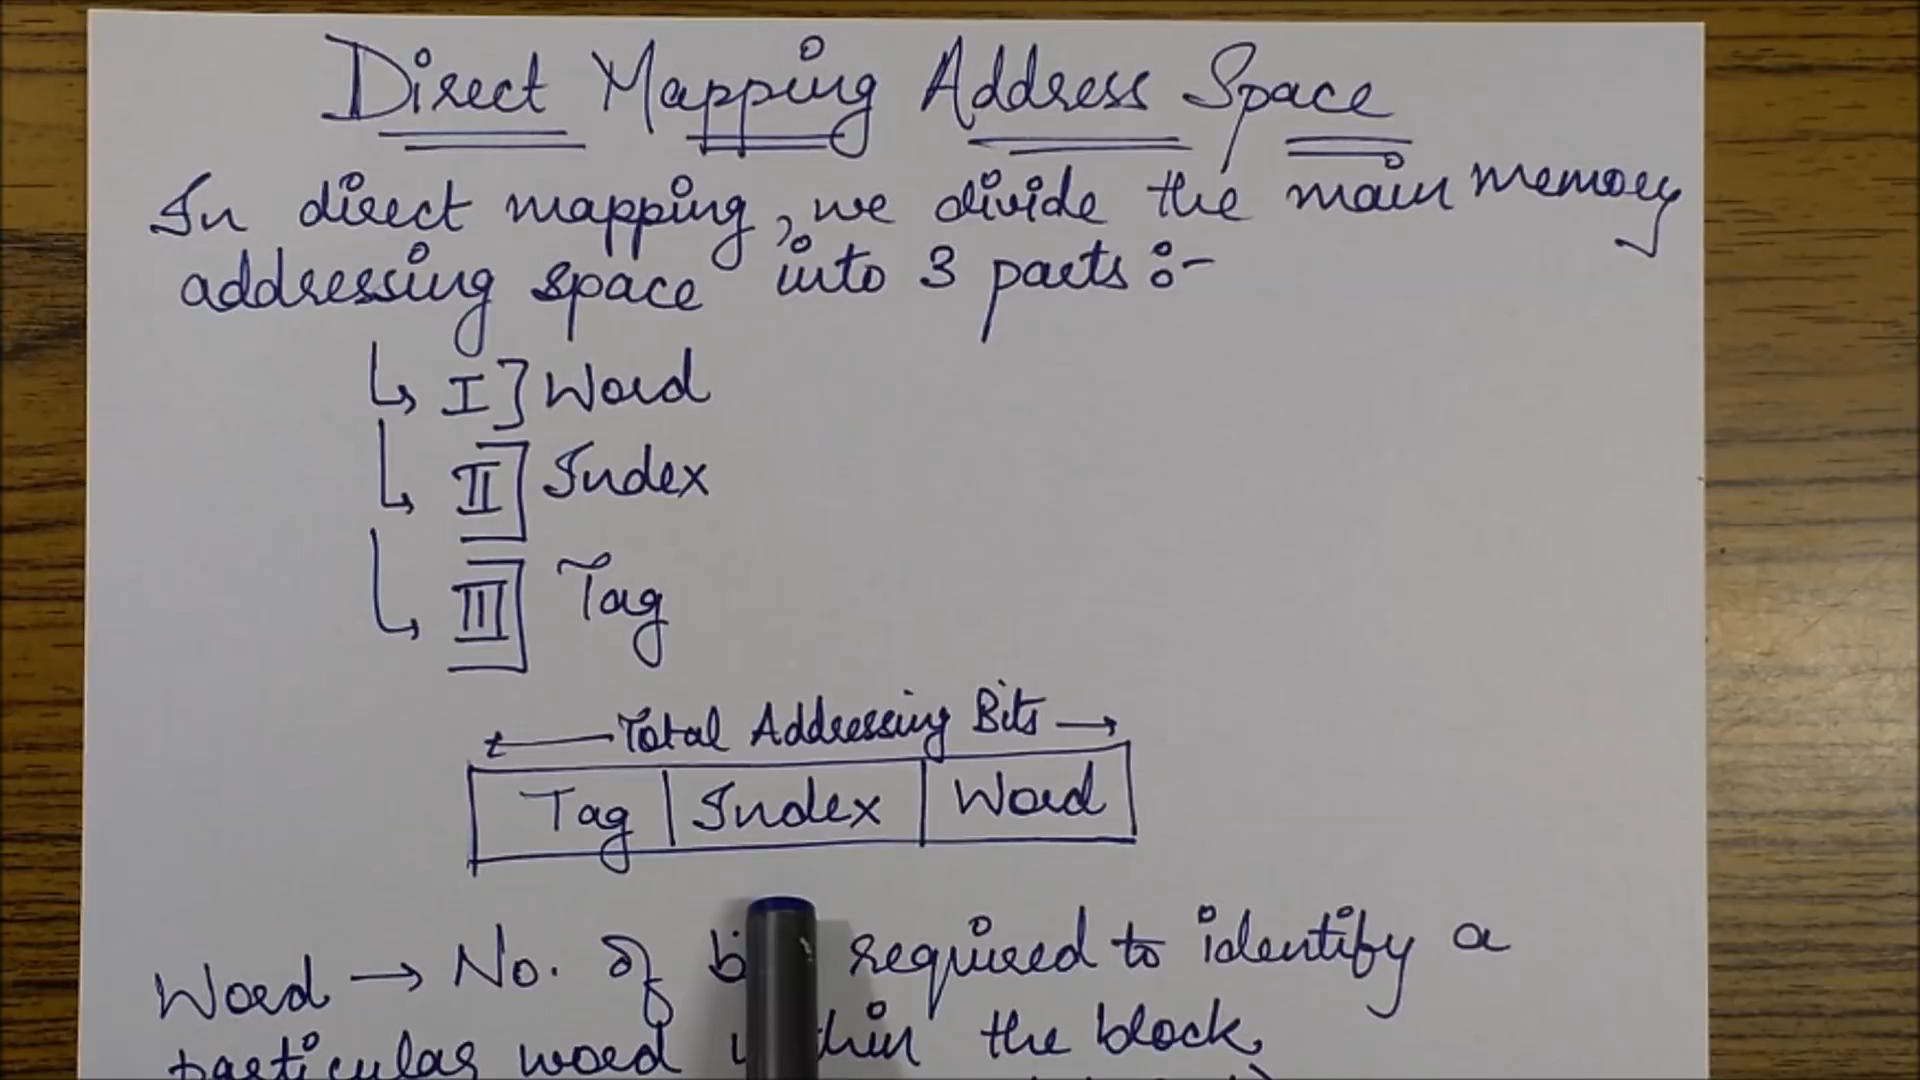 Direct Mapping Address Space
In direct mapping, we divide the main memory
addressing space into 3 parts :-
I] Word
II] Index
III] Tag
Total Addressing Bits
Tag Index Word
Word → No. of required to identify a
particular word the block.